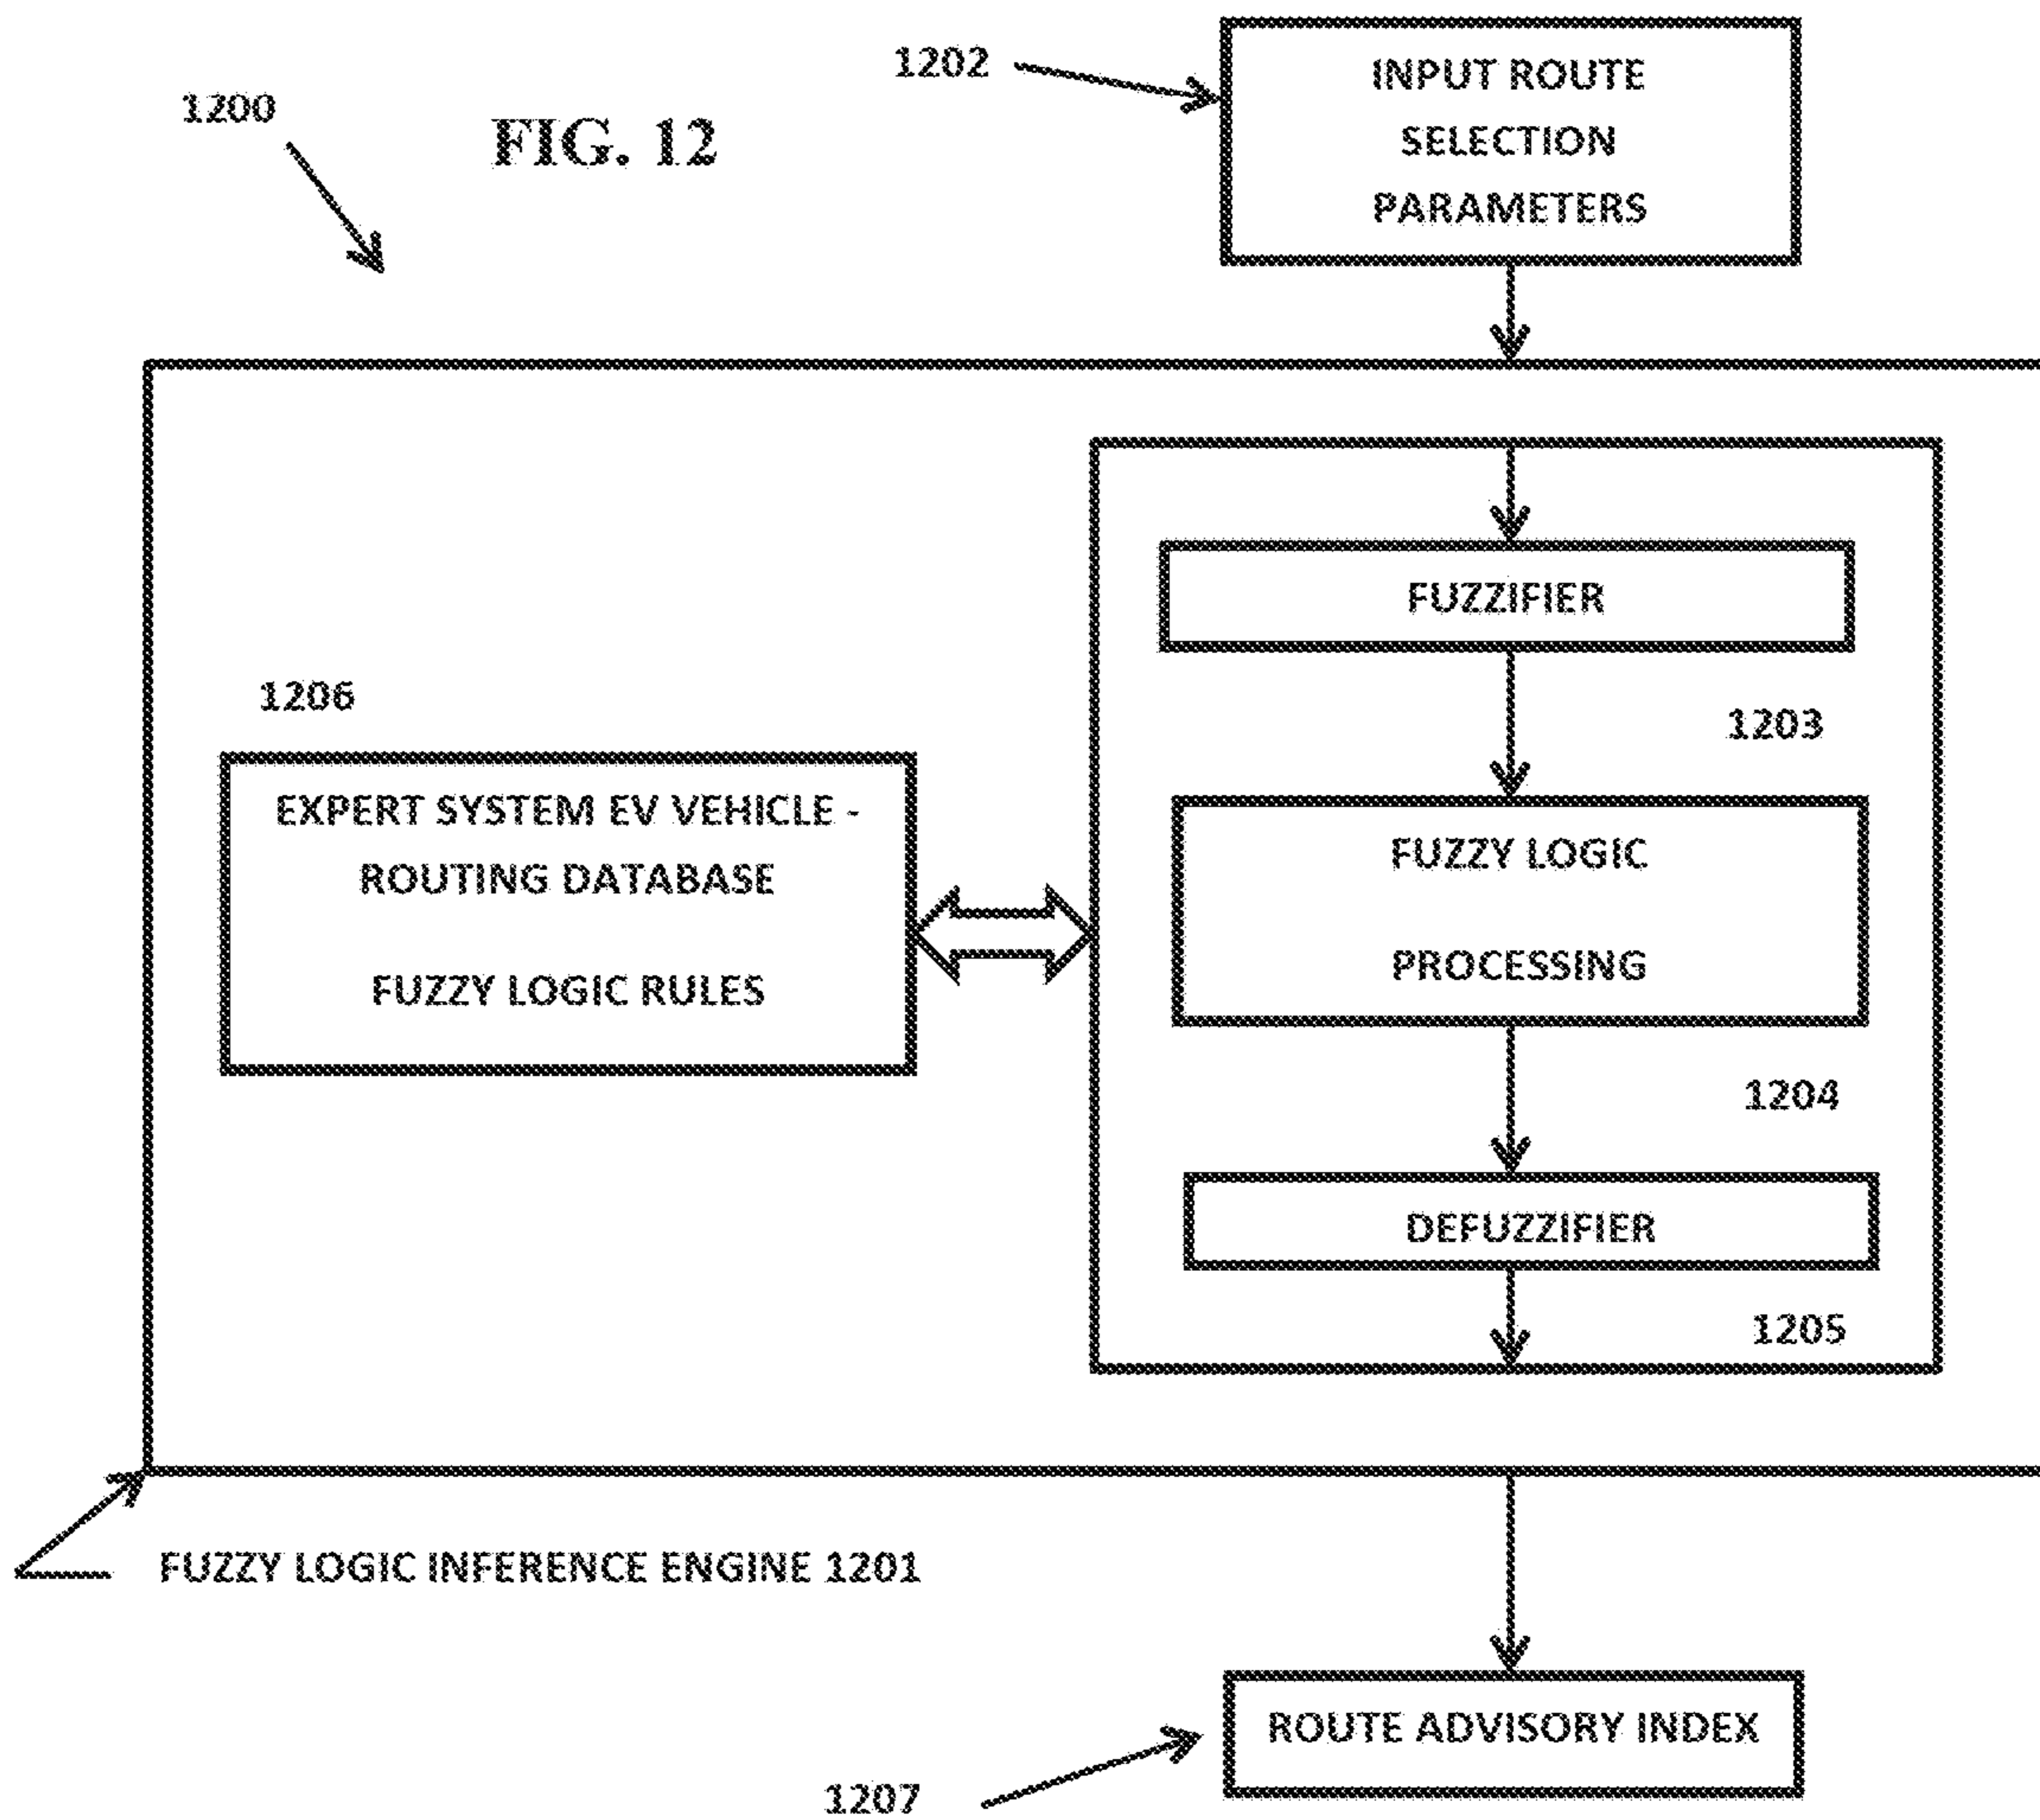 1200
FIG. 12
1202
INPUT ROUTE
SELECTION
PARAMETERS
FUZZIFIER
1203
1206
EXPERT SYSTEM EV VEHICLE -
ROUTING DATABASE
FUZZY LOGIC RULES
FUZZY LOGIC
PROCESSING
1204
DEFUZZIFIER
1205
FUZZY LOGIC INFERENCE ENGINE 1201
ROUTE ADVISORY INDEX
1207